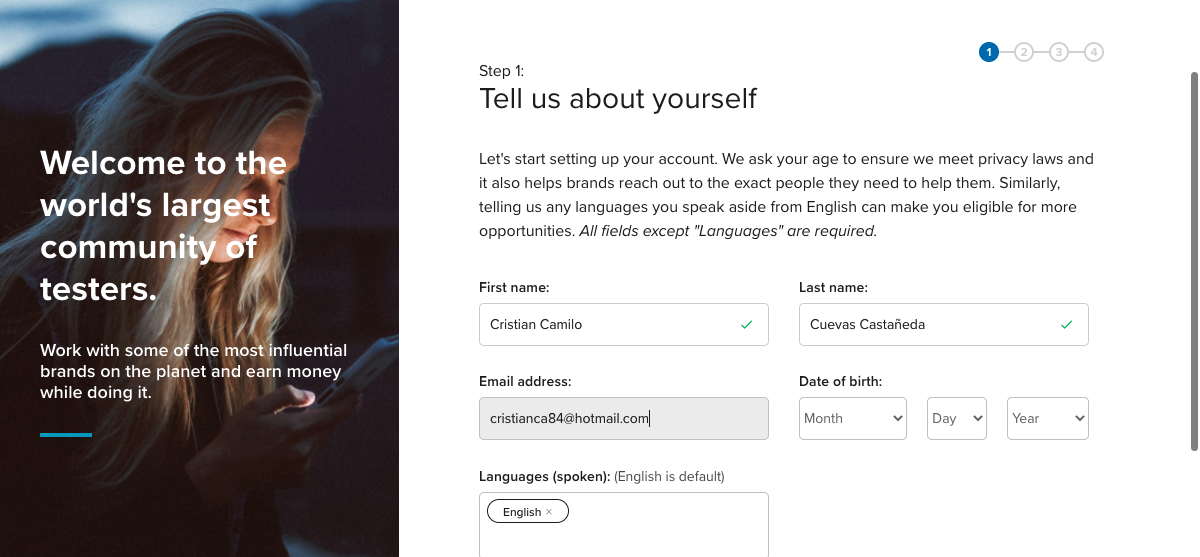 Welcome to the
world's largest
community of
testers.
Work with some of the most influential
brands on the planet and earn money
while doing it.
1 2 3 4
Step 1:
Tell us about yourself
Let's start setting up your account. We ask your age to ensure we meet privacy laws and
it also helps brands reach out to the exact people they need to help them. Similarly,
telling us any languages you speak aside from English can make you eligible for more
opportunities. All fields except "Languages" are required.
First name: Last name:
Cristian Camilo Cuevas Castañeda
Email address: Date of birth:
cristianca84@hotmail.com Month Day Year
Languages (spoken): (English is default)
English ×